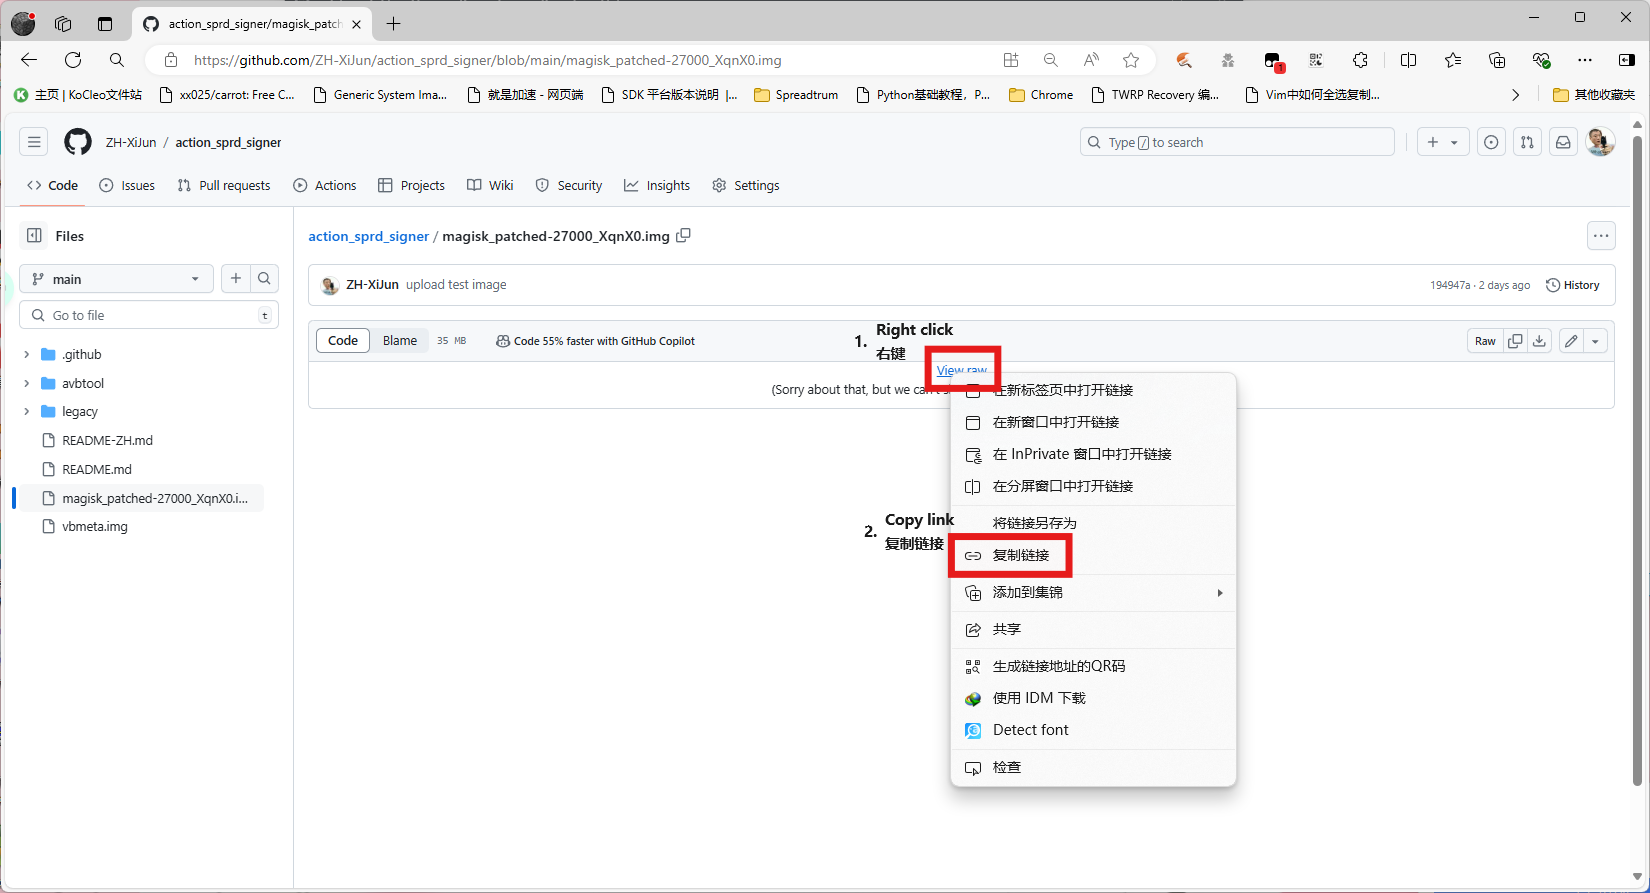 action_sprd_signer/magisk_patch
https://github.com/ZH-XiJun/action_sprd_signer/blob/main/magisk_patched-27000_XqnX0.img
1
主页 | KoCleo文件站
xx025/carrot: Free C...
Generic System Ima...
就是加速 - 网页端
SDK 平台版本说明 |...
Spreadtrum
Python基础教程，P...
Chrome
TWRP Recovery 编...
Vim中如何全选复制...
其他收藏夹
ZH-XiJun / action_sprd_signer
Type / to search
Code
Issues
Pull requests
Actions
Projects
Wiki
Security
Insights
Settings
Files
main
Go to file
t
.github
avbtool
legacy
README-ZH.md
README.md
magisk_patched-27000_XqnX0.i...
vbmeta.img
action_sprd_signer / magisk_patched-27000_XqnX0.img
ZH-XiJun upload test image
194947a · 2 days ago
History
Code
Blame
35 MB
Code 55% faster with GitHub Copilot
Raw
1. Right click
右键
View raw
(Sorry about that, but we can't s
在新标签页中打开链接
在新窗口中打开链接
在 InPrivate 窗口中打开链接
在分屏窗口中打开链接
将链接另存为
2. Copy link
复制链接
复制链接
添加到集锦
共享
生成链接地址的QR码
使用 IDM 下载
Detect font
检查